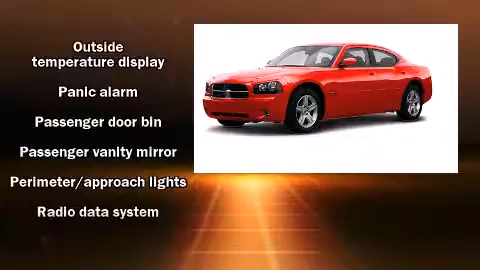 Outside
temperature display
Panic alarm
Passenger door bin
Passenger vanity mirror
Perimeter/approach lights
Radio data system